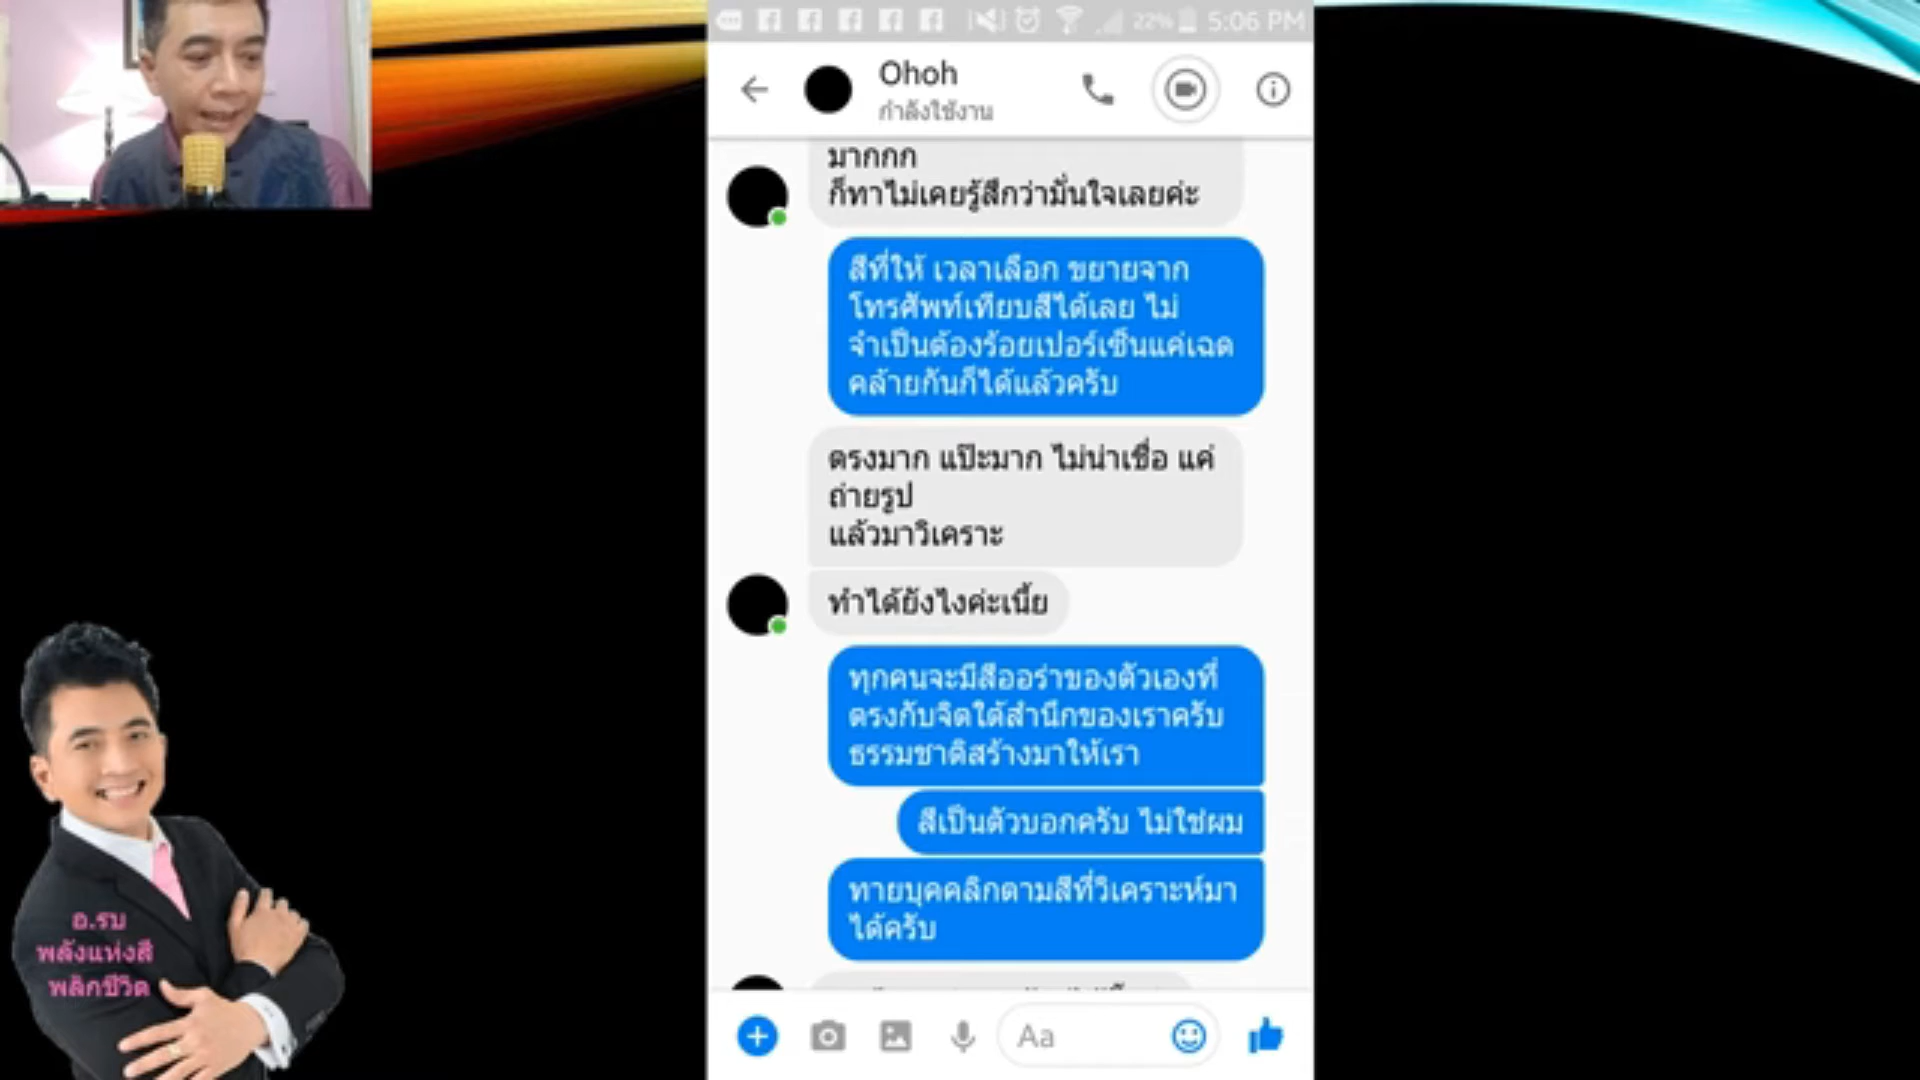 22% 5:06 PM
Ohoh
กำลังใช้งาน
มากกก
ก็ทาไม่เคยรู้สึกว่ามั่นใจเลยค่ะ
สีที่ให้ เวลาเลือก ขยายจาก
โทรศัพท์เทียบสีได้เลย ไม่
จำเป็นต้องร้อยเปอร์เซ็นแค่เฉด
คล้ายกันก็ได้แล้วครับ
ตรงมาก แป๊ะมาก ไม่น่าเชื่อ แค่
ถ่ายรูป
แล้วมาวิเคราะ
ทำได้ยังไงค่ะเนี้ย
ทุกคนจะมีสีออร่าของตัวเองที่
ตรงกับจิตใต้สำนึกของเราครับ
ธรรมชาติสร้างมาให้เรา
สีเป็นตัวบอกครับ ไม่ใช่ผม
ทายบุคคลิกตามสีที่วิเคราะห์มา
ได้ครับ
Aa
อ.รบ
พลังแห่งสี
พลิกชีวิต